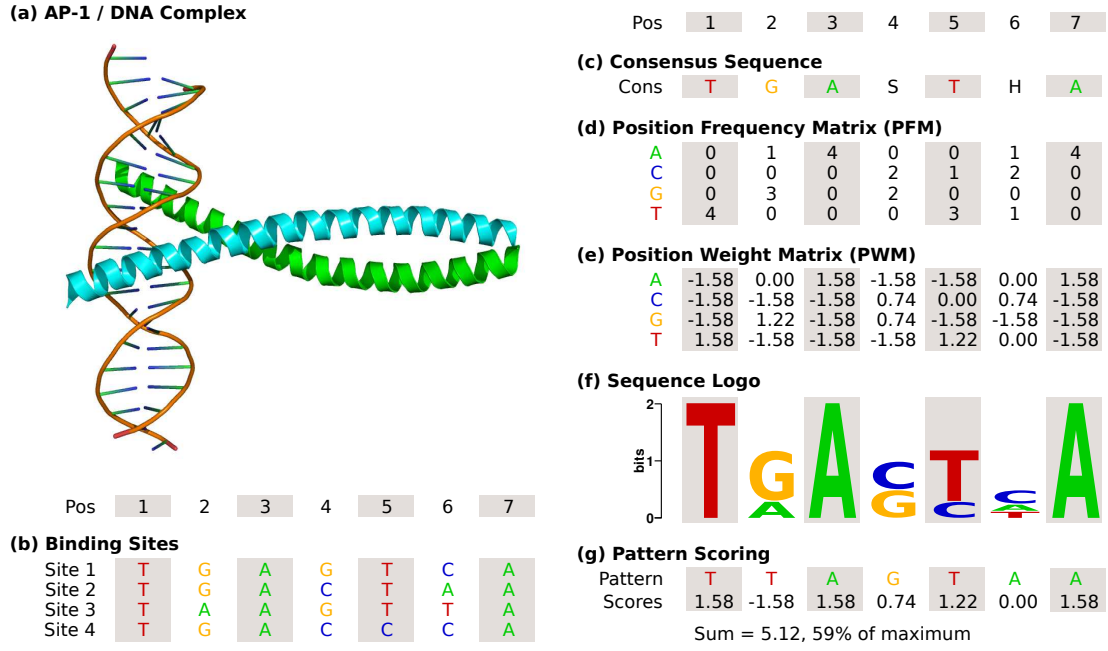 (a) AP-1 / DNA Complex
Pos 1 2 3 4 5 6 7
(b) Binding Sites
Site 1 T G A G T C A
Site 2 T G A C T A A
Site 3 T A A G T T A
Site 4 T G A C C C A
Pos 1 2 3 4 5 6 7
(c) Consensus Sequence
Cons T G A S T H A
(d) Position Frequency Matrix (PFM)
A 0 1 4 0 0 1 4
C 0 0 0 2 1 2 0
G 0 3 0 2 0 0 0
T 4 0 0 0 3 1 0
(e) Position Weight Matrix (PWM)
A -1.58 0.00 1.58 -1.58 -1.58 0.00 1.58
C -1.58 -1.58 -1.58 0.74 0.00 0.74 -1.58
G -1.58 1.22 -1.58 0.74 -1.58 -1.58 -1.58
T 1.58 -1.58 -1.58 -1.58 1.22 0.00 -1.58
(f) Sequence Logo
2
1
0
bits
T G A C T C A
A G C A
T
(g) Pattern Scoring
Pattern T T A G T A A
Scores 1.58 -1.58 1.58 0.74 1.22 0.00 1.58
Sum = 5.12, 59% of maximum